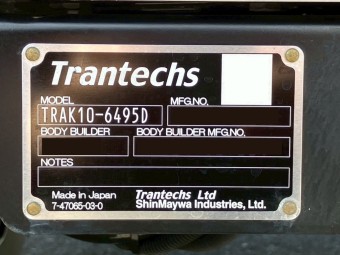 Trantechs
MODEL MFG.NO.
TRAK10-6495D
BODY BUILDER BODY BUILDER MFG.NO.
NOTES
Made in Japan Trantechs Ltd
7-47065-03-0 ShinMaywa Industries, Ltd.